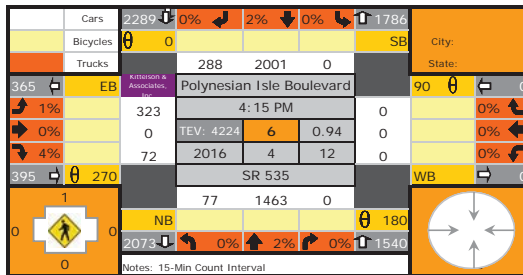 Cars 2289 0% 2% 0% 1786
Bicycles θ 0 SB City:
Trucks 288 2001 0 State:
365 EB Kittelson & Associates, Inc. Polynesian Isle Boulevard 90 θ 0
1% 323 4:15 PM 0 0%
0% 0 TEV: 4224 6 0.94 0 0%
4% 72 2016 4 12 0 0%
395 θ 270 SR 535 WB 0
1 77 1463 0
0 0 NB θ 180
2073 0% 2% 0% 1540
0 Notes: 15-Min Count Interval